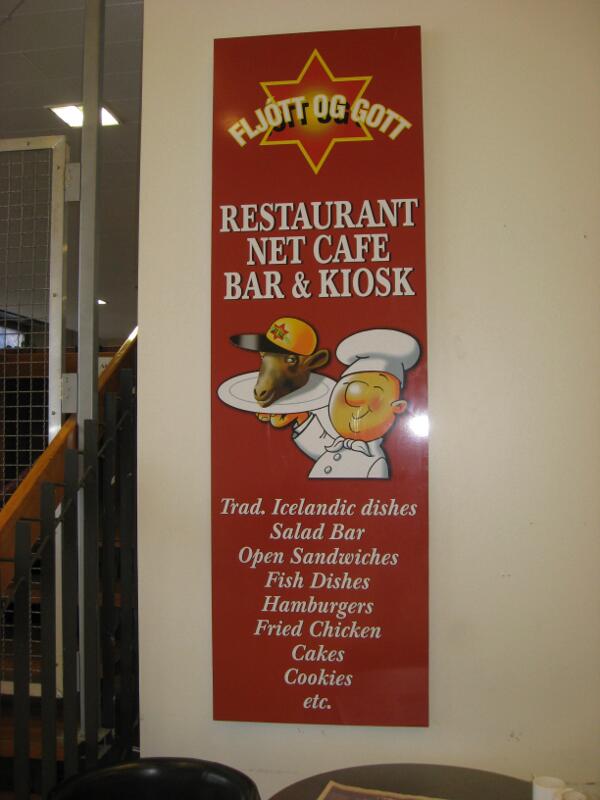 FLJÓTT OG GOTT
RESTAURANT
NET CAFE
BAR & KIOSK
Trad. Icelandic dishes
Salad Bar
Open Sandwiches
Fish Dishes
Hamburgers
Fried Chicken
Cakes
Cookies
etc.